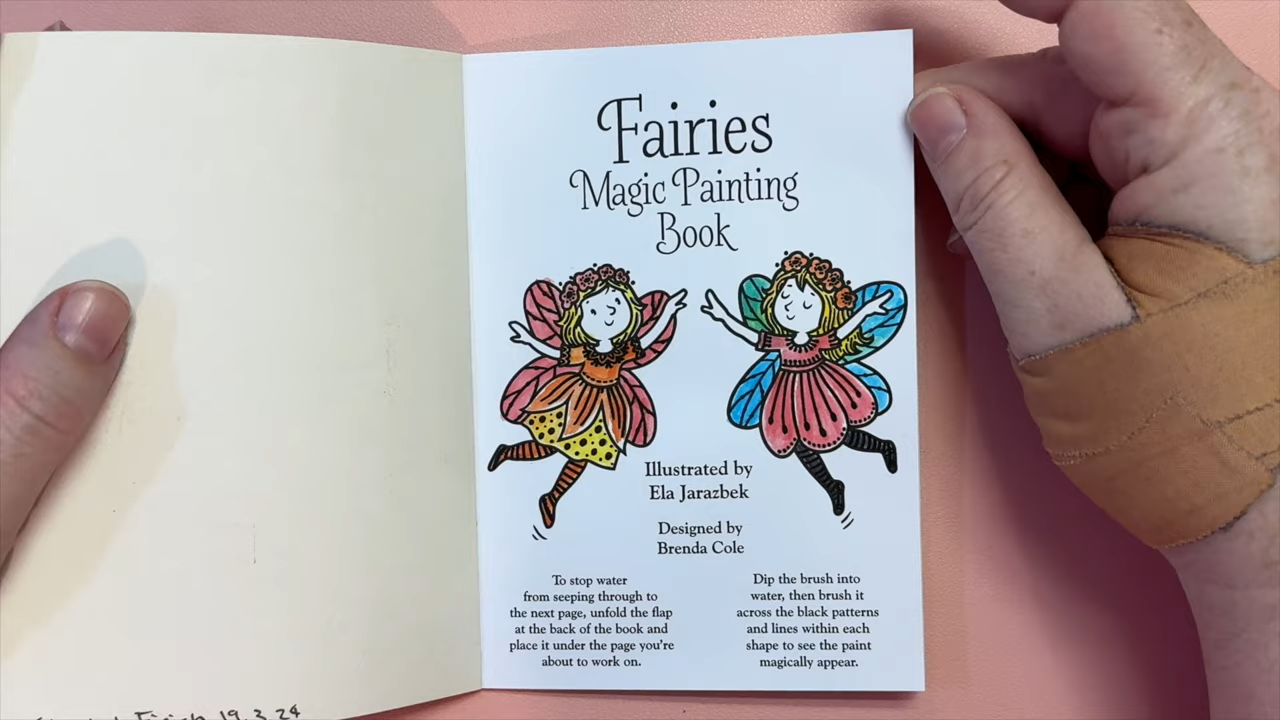 Fairies
Magic Painting
Book
Illustrated by
Ela Jarazbek
Designed by
Brenda Cole
To stop water
from seeping through to
the next page, unfold the flap
at the back of the book and
place it under the page you're
about to work on.
Dip the brush into
water, then brush it
across the black patterns
and lines within each
shape to see the paint
magically appear.
19.3.24